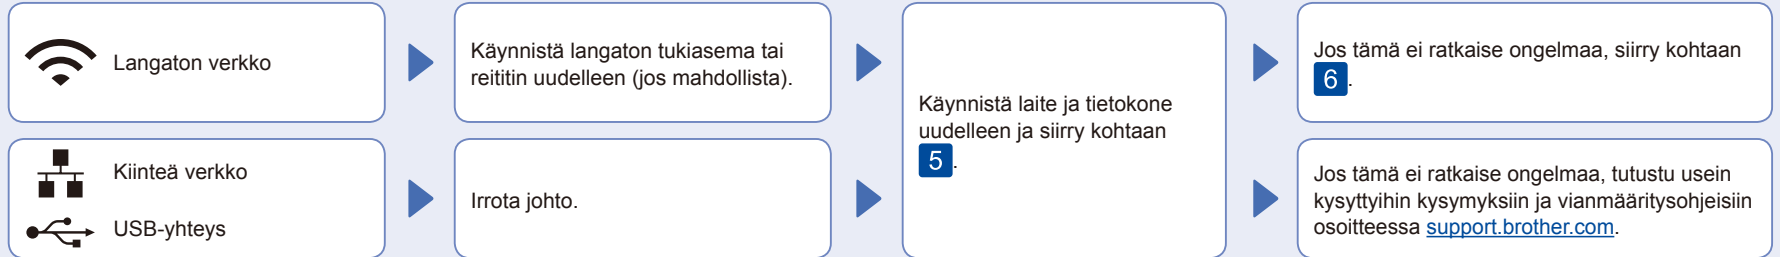 Langaton verkko
Käynnistä langaton tukiasema tai
reititin uudelleen (jos mahdollista).
Kiinteä verkko
USB-yhteys
Irrota johto.
Käynnistä laite ja tietokone
uudelleen ja siirry kohtaan
5.
Jos tämä ei ratkaise ongelmaa, siirry kohtaan
6.
Jos tämä ei ratkaise ongelmaa, tutustu usein
kysyttyihin kysymyksiin ja vianmääritysohjeisiin
osoitteessa support.brother.com.